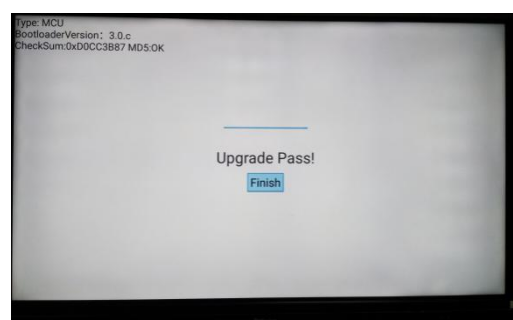 Type: MCU
BootloaderVersion： 3.0.c
CheckSum:0xD0CC3B87 MD5:OK
Upgrade Pass!
Finish